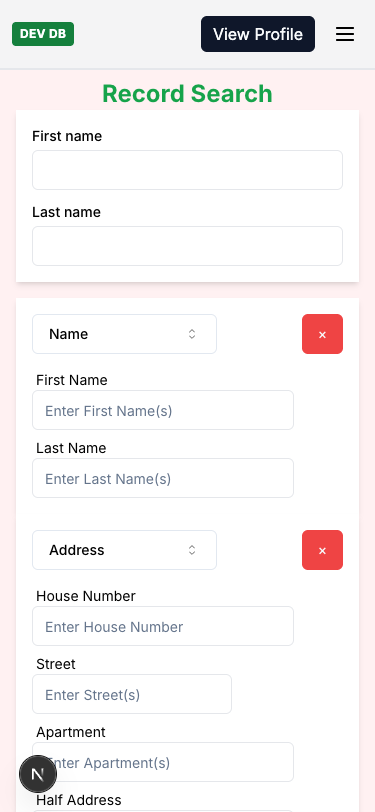 DEV DB
View Profile
Record Search
First name
Last name
Name
×
First Name
Enter First Name(s)
Last Name
Enter Last Name(s)
Address
×
House Number
Enter House Number
Street
Enter Street(s)
Apartment
Enter Apartment(s)
N
Half Address